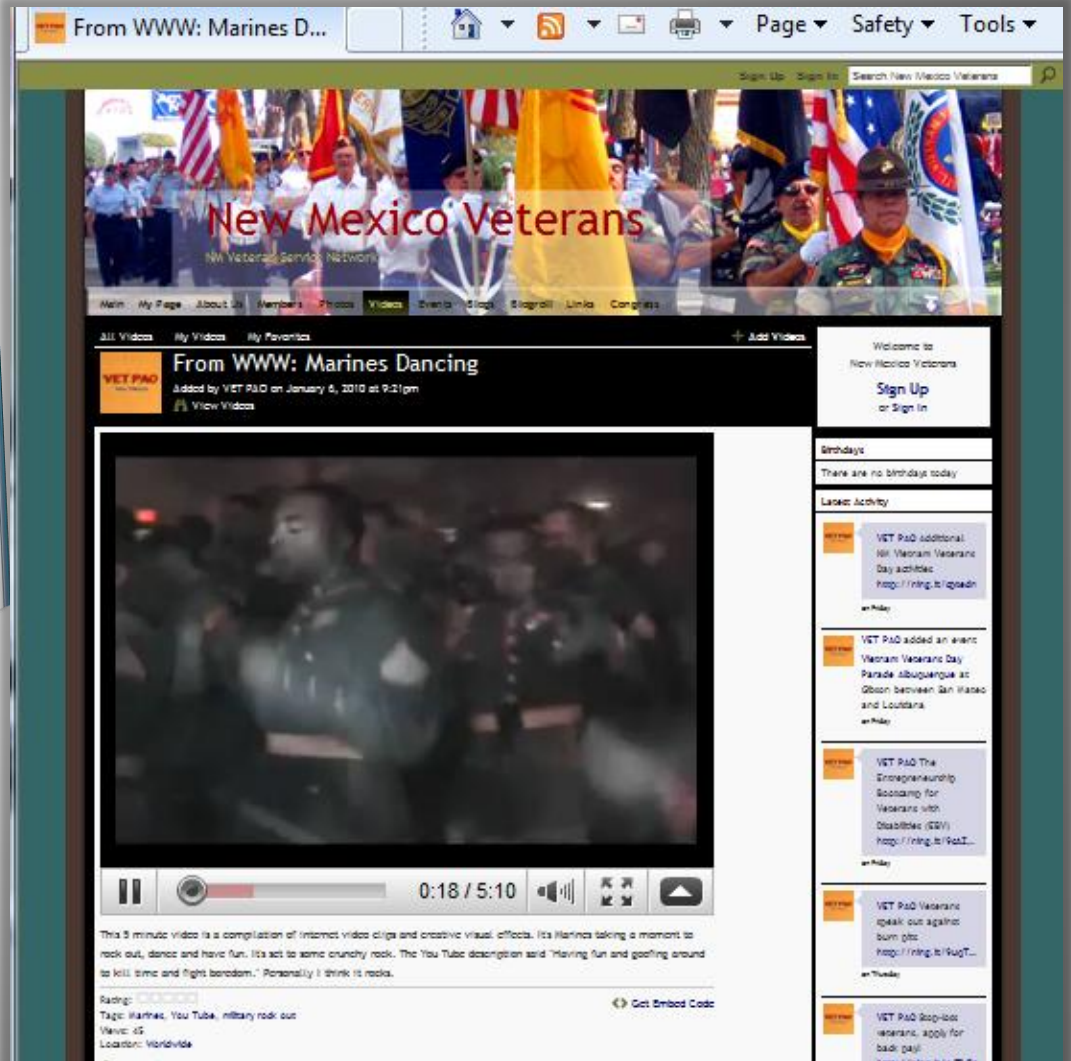 From WWW: Marines D...
Page
Safety
Tools
Sign Up Sign In
Search New Mexico Veterans
New Mexico Veterans
NM Veteran Service Network
Main My Page About Us Members Photos Videos Events Blogs Blogroll Links Congress
All Videos My Videos My Favorites
Add Videos
VET PAO
From WWW: Marines Dancing
Added by VET PAO on January 6, 2010 at 9:21pm
View Videos
Welcome to
New Mexico Veterans
Sign Up
or Sign In
0:18 / 5:10
This 5 minute video is a compilation of internet video clips and creative visual effects. It's Marines taking a moment to
rock out, dance and have fun. It's set to some crunchy rock. The You Tube description said "Having fun and goofing around
to kill time and fight boredom." Personally I think it rocks.
Rating:
Get Embed Code
Tags: Marines, You Tube, military rock out
Views: 45
Location: Worldwide
Birthdays
There are no birthdays today
Latest Activity
VET PAO Additional
NM Vietnam Veterans
Day activities
on Friday
VET PAO added an event
Vietnam Veterans Day
Parade Albuquerque at
Gibson between San Mateo
and Louisiana
on Friday
VET PAO The
Entrepreneurship
Bootcamp for
Veterans with
Disabilities (EBV)
on Friday
VET PAO Veterans
speak out against
burn pits
on Thursday
VET PAO Stop-loss
veterans, apply for
back pay!